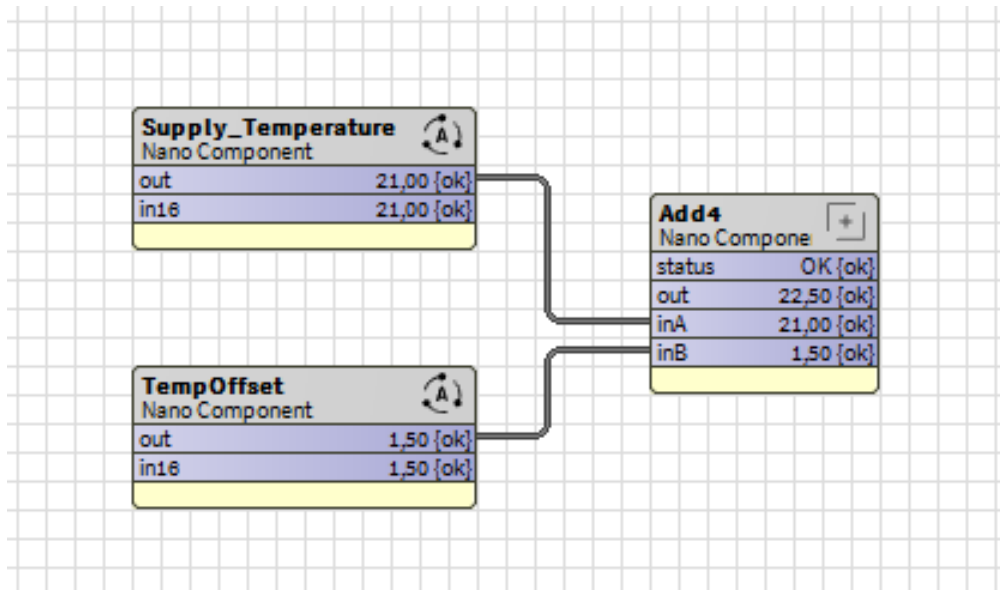 Supply_Temperature
Nano Component
A
out 21,00 {ok}
in16 21,00 {ok}
Add4
Nano Compone
+
status OK {ok}
out 22,50 {ok}
inA 21,00 {ok}
inB 1,50 {ok}
TempOffset
Nano Component
A
out 1,50 {ok}
in16 1,50 {ok}